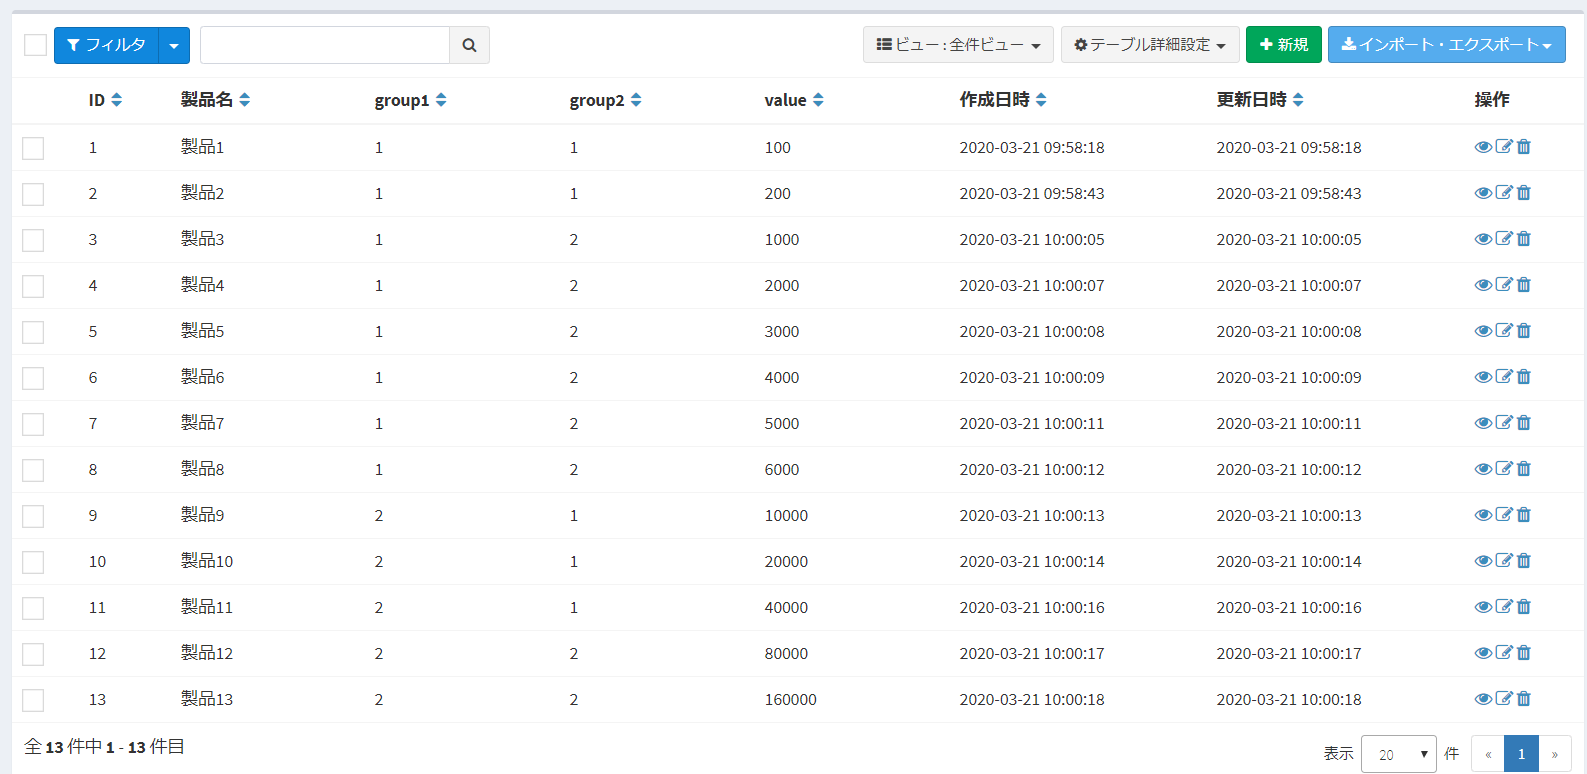 フィルタ ビュー : 全件ビュー テーブル詳細設定 新規 インポート・エクスポート
ID 製品名 group1 group2 value 作成日時 更新日時 操作
1 製品1 1 1 100 2020-03-21 09:58:18 2020-03-21 09:58:18
2 製品2 1 1 200 2020-03-21 09:58:43 2020-03-21 09:58:43
3 製品3 1 2 1000 2020-03-21 10:00:05 2020-03-21 10:00:05
4 製品4 1 2 2000 2020-03-21 10:00:07 2020-03-21 10:00:07
5 製品5 1 2 3000 2020-03-21 10:00:08 2020-03-21 10:00:08
6 製品6 1 2 4000 2020-03-21 10:00:09 2020-03-21 10:00:09
7 製品7 1 2 5000 2020-03-21 10:00:11 2020-03-21 10:00:11
8 製品8 1 2 6000 2020-03-21 10:00:12 2020-03-21 10:00:12
9 製品9 2 1 10000 2020-03-21 10:00:13 2020-03-21 10:00:13
10 製品10 2 1 20000 2020-03-21 10:00:14 2020-03-21 10:00:14
11 製品11 2 1 40000 2020-03-21 10:00:16 2020-03-21 10:00:16
12 製品12 2 2 80000 2020-03-21 10:00:17 2020-03-21 10:00:17
13 製品13 2 2 160000 2020-03-21 10:00:18 2020-03-21 10:00:18
全 13 件中 1 - 13 件目
表示 20 件 « 1 »